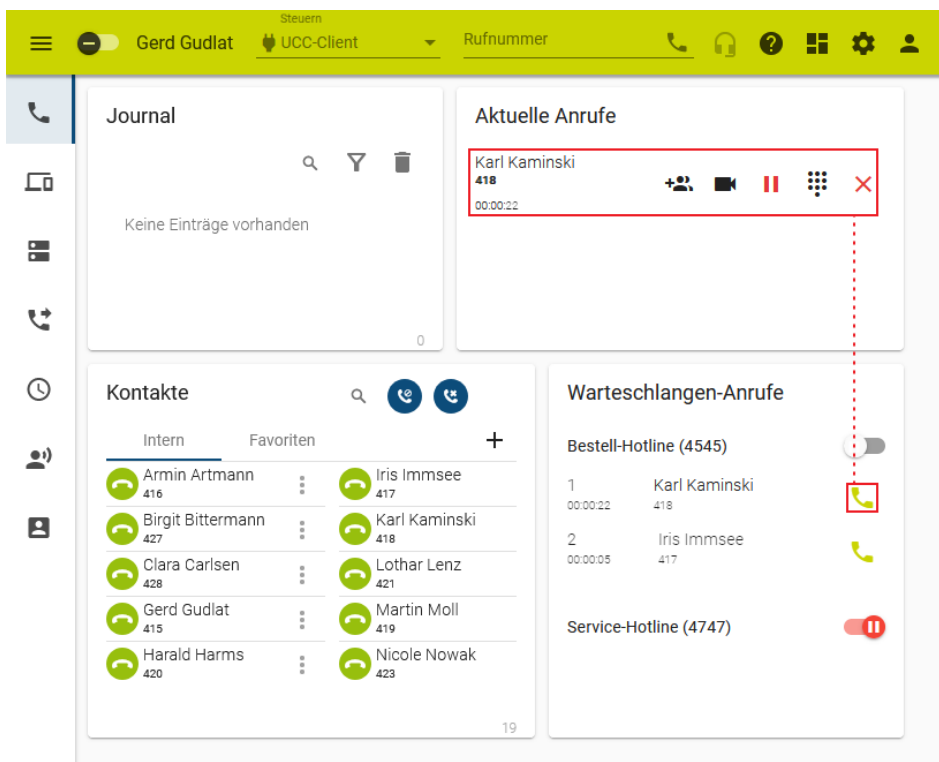 Steuern
Gerd Gudlat
UCC-Client
Rufnummer
Journal
Keine Einträge vorhanden
0
Aktuelle Anrufe
Karl Kaminski
418
00:00:22
Kontakte
Intern Favoriten
Armin Artmann
416
Iris Immsee
417
Birgit Bittermann
427
Karl Kaminski
418
Clara Carlsen
428
Lothar Lenz
421
Gerd Gudlat
415
Martin Moll
419
Harald Harms
420
Nicole Nowak
423
19
Warteschlangen-Anrufe
Bestell-Hotline (4545)
1 Karl Kaminski
00:00:22 418
2 Iris Immsee
00:00:05 417
Service-Hotline (4747)